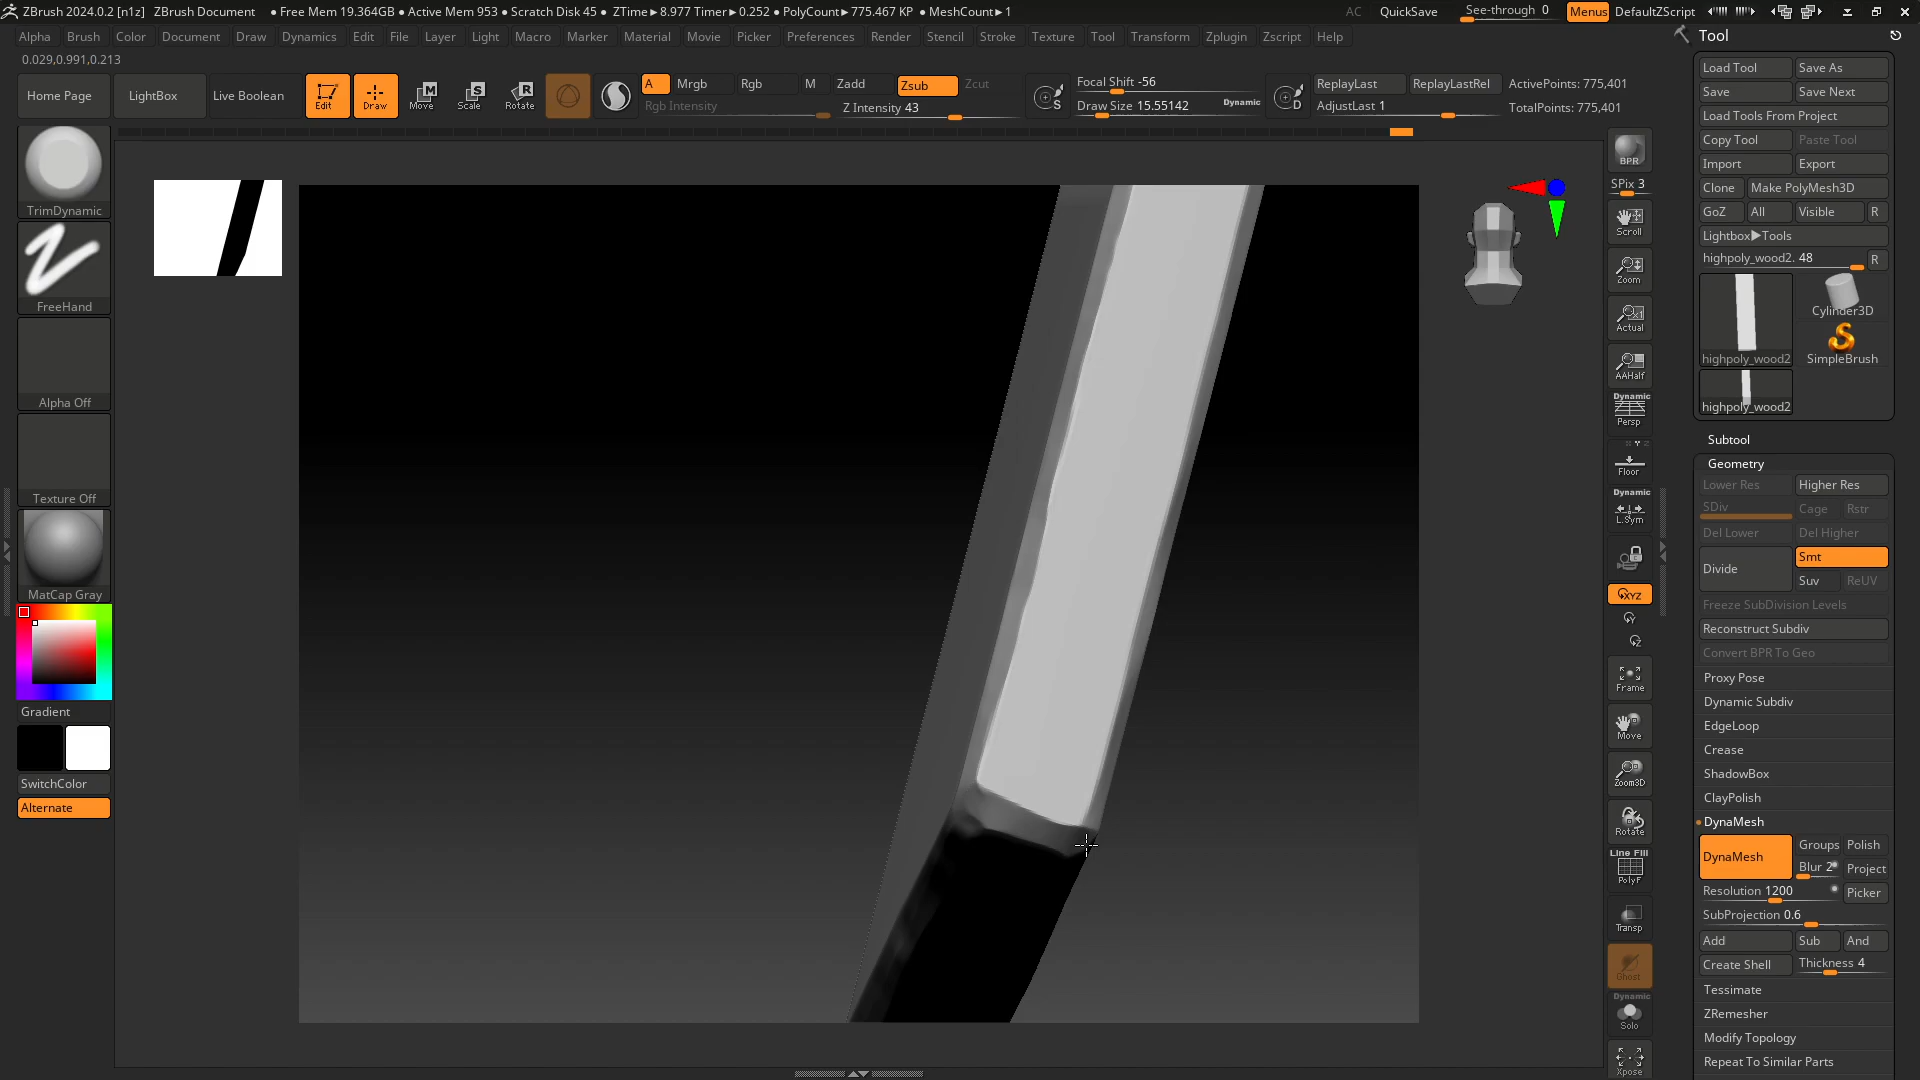 ZBrush 2024.0.2 [n1z] ZBrush Document ● Free Mem 19.364GB ● Active Mem 953 ● Scratch Disk 45 ● ZTime▸8.977 Timer▸0.252 ● PolyCount▸775.467 KP ● MeshCount▸1 AC QuickSave See-through 0 Menus DefaultZScript
Alpha Brush Color Document Draw Dynamics Edit File Layer Light Macro Marker Material Movie Picker Preferences Render Stencil Stroke Texture Tool Transform Zplugin Zscript Help
0.029,0.991,0.213
Home Page LightBox Live Boolean Edit Draw Move Scale Rotate
A Mrgb Rgb M Zadd Zsub Zcut
Rgb Intensity Z Intensity 43
S Focal Shift -56
Draw Size 15.55142 Dynamic
D ReplayLast ReplayLastRel
AdjustLast 1
ActivePoints: 775,401
TotalPoints: 775,401
TrimDynamic
FreeHand
Alpha Off
Texture Off
MatCap Gray
Gradient
SwitchColor
Alternate
BPR
SPix 3
Scroll
Zoom
Actual
AAHalf
Dynamic
Persp
Floor
Dynamic
L.Sym
XYZ
Frame
Move
Zoom3D
Rotate
Line Fill
PolyF
Transp
Ghost
Dynamic
Solo
Xpose
Tool
Load Tool Save As
Save Save Next
Load Tools From Project
Copy Tool Paste Tool
Import Export
Clone Make PolyMesh3D
GoZ All Visible R
Lightbox▶Tools
highpoly_wood2. 48 R
Cylinder3D
highpoly_wood2 SimpleBrush
highpoly_wood2
Subtool
Geometry
Lower Res Higher Res
SDiv Cage Rstr
Del Lower Del Higher
Divide Smt
Suv ReUV
Freeze SubDivision Levels
Reconstruct Subdiv
Convert BPR To Geo
Proxy Pose
Dynamic Subdiv
EdgeLoop
Crease
ShadowBox
ClayPolish
DynaMesh
DynaMesh Groups Polish
Blur 2 Project
Resolution 1200 Picker
SubProjection 0.6
Add Sub And
Create Shell Thickness 4
Tessimate
ZRemesher
Modify Topology
Repeat To Similar Parts